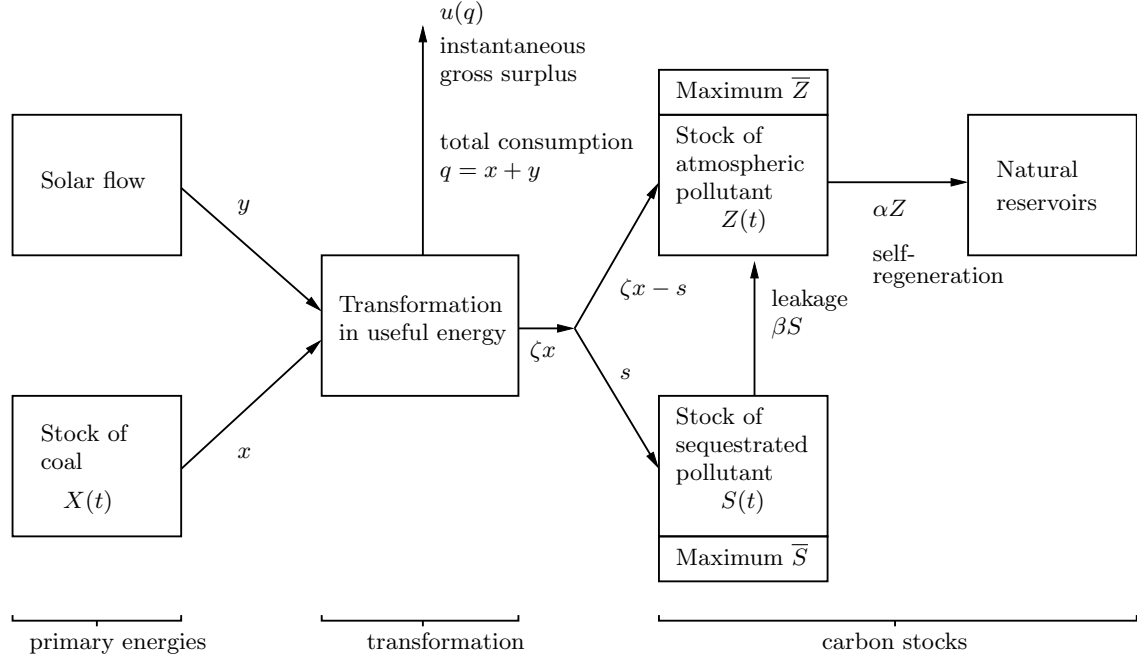 u(q)
instantaneous
gross surplus
total consumption
q = x + y
Solar flow
y
Stock of
coal
X(t)
x
Transformation
in useful energy
ζx
ζx − s
s
Maximum Z̅
Stock of
atmospheric
pollutant
Z(t)
leakage
βS
Stock of
sequestrated
pollutant
S(t)
Maximum S̅
αZ
self-
regeneration
Natural
reservoirs
primary energies
transformation
carbon stocks